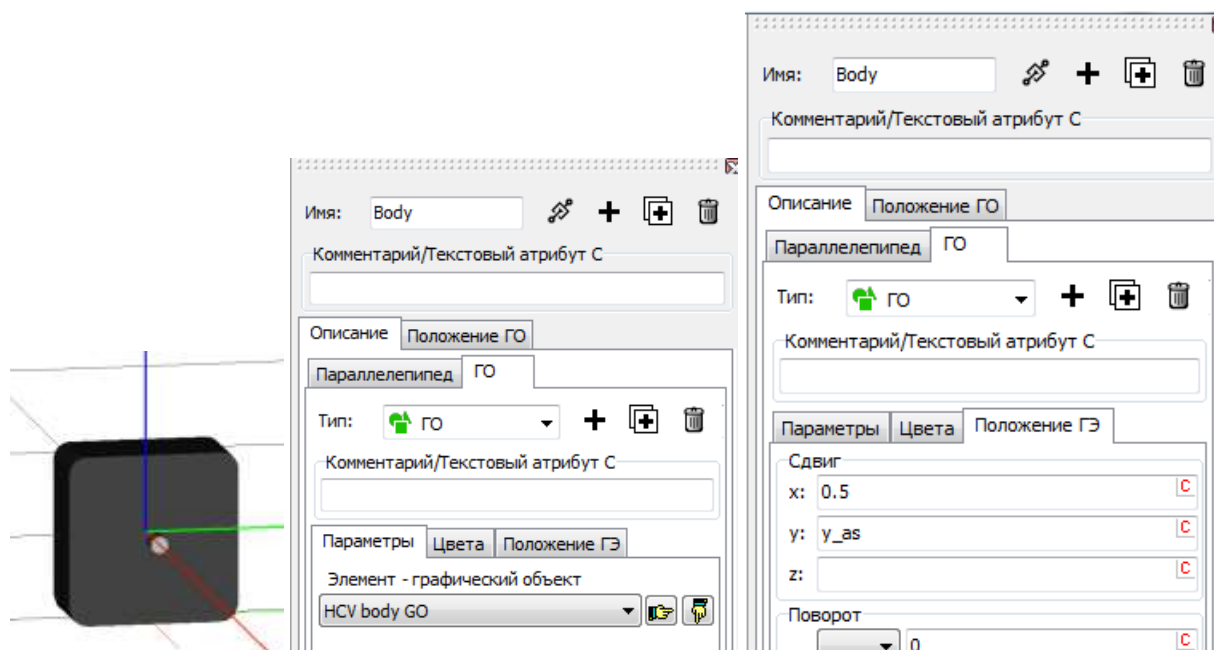 Имя: Body
Комментарий/Текстовый атрибут C
Описание Положение ГО
Параллелепипед ГО
Тип: ГО
Комментарий/Текстовый атрибут C
Параметры Цвета Положение ГЭ
Элемент - графический объект
HCV body GO
Имя: Body
Комментарий/Текстовый атрибут C
Описание Положение ГО
Параллелепипед ГО
Тип: ГО
Комментарий/Текстовый атрибут C
Параметры Цвета Положение ГЭ
Сдвиг
x: 0.5 C
y: y_as C
z: C
Поворот
0 C